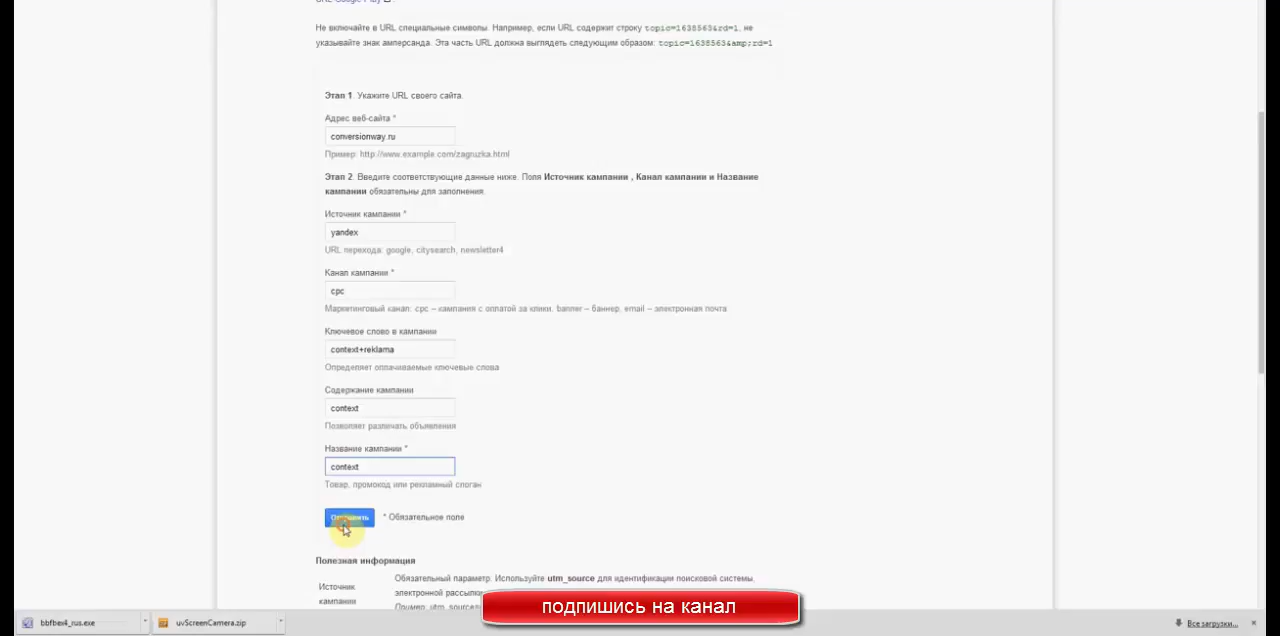 URL Google Play
Не включайте в URL специальные символы. Например, если URL содержит строку topic=1638563&rd=1, не
указывайте знак амперсанда. Эта часть URL должна выглядеть следующим образом: topic=1638563&amp;rd=1
Этап 1. Укажите URL своего сайта.
Адрес веб-сайта *
conversionway.ru
Пример: http://www.example.com/zagruzka.html
Этап 2. Введите соответствующие данные ниже. Поля Источник кампании , Канал кампании и Название
кампании обязательны для заполнения.
Источник кампании *
yandex
URL перехода: google, citysearch, newsletter4
Канал кампании *
cpc
Маркетинговый канал: cpc – кампания с оплатой за клики. banner – баннер, email – электронная почта
Ключевое слово в кампании
context+reklama
Определяет оплачиваемые ключевые слова
Содержание кампании
context
Позволяет различать объявления
Название кампании *
context
Товар, промокод или рекламный слоган
* Обязательное поле
Полезная информация
Источник
кампании
Обязательный параметр. Используйте utm_source для идентификации поисковой системы,
электронной рассылки
Пример: utm_source
подпишись на канал
bbfbex4_rus.exe
uvScreenCamera.zip
Все загрузки...